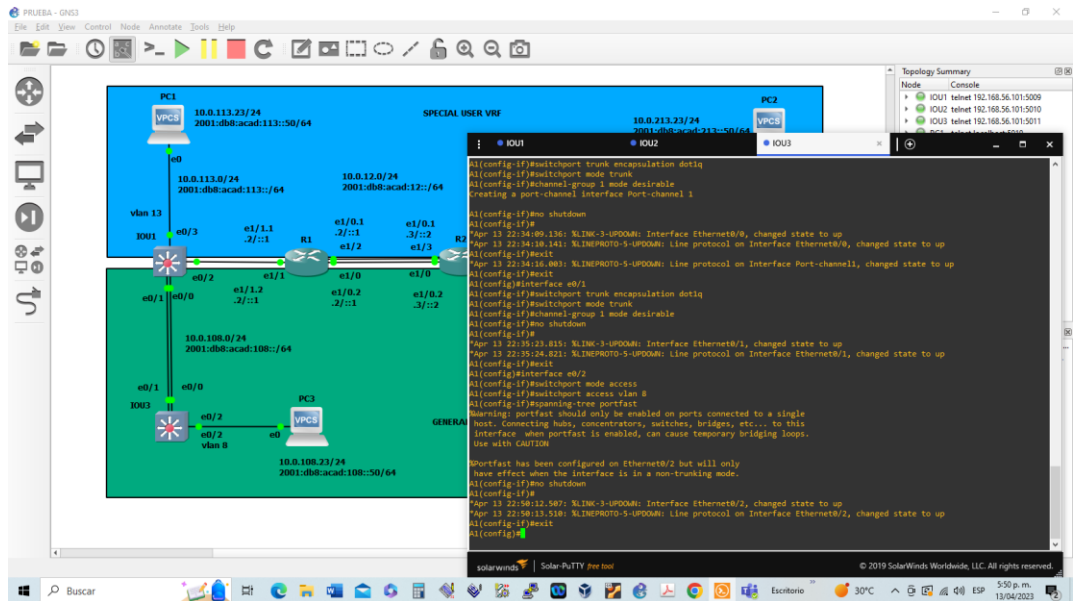 PRUEBA - GNS3
File Edit View Control Node Annotate Tools Help
Topology Summary
Node Console
IOU1 telnet 192.168.56.101:5009
IOU2 telnet 192.168.56.101:5010
IOU3 telnet 192.168.56.101:5011
PC1
VPCS
10.0.113.23/24
2001:db8:acad:113::50/64
SPECIAL USER VRF
PC2
VPCS
10.0.213.23/24
2001:db8:acad:213::50/64
e0
10.0.113.0/24
2001:db8:acad:113::/64
10.0.12.0/24
2001:db8:acad:12::/64
vlan 13
IOU1
e0/3
e1/1.1
.2/::1
R1
e1/0.1
.2/::1
e1/2
e1/0.1
.3/::2
e1/3
R2
e0/2
e1/1
e1/0
e1/0
e0/1
e0/0
e1/1.2
.2/::1
e1/0.2
.2/::1
e1/0.2
.3/::2
10.0.108.0/24
2001:db8:acad:108::/64
e0/1
e0/0
IOU3
e0/2
e0/2
vlan 8
e0
PC3
VPCS
GENERA
10.0.108.23/24
2001:db8:acad:108::50/64
IOU1
IOU2
IOU3
A1(config-if)#switchport trunk encapsulation dot1q
A1(config-if)#switchport mode trunk
A1(config-if)#channel-group 1 mode desirable
Creating a port-channel interface Port-channel 1
A1(config-if)#no shutdown
A1(config-if)#
*Apr 13 22:34:09.136: %LINK-3-UPDOWN: Interface Ethernet0/0, changed state to up
*Apr 13 22:34:10.141: %LINEPROTO-5-UPDOWN: Line protocol on Interface Ethernet0/0, changed state to up
A1(config-if)#exit
*Apr 13 22:34:16.003: %LINEPROTO-5-UPDOWN: Line protocol on Interface Port-channel1, changed state to up
A1(config-if)#exit
A1(config)#interface e0/1
A1(config-if)#switchport trunk encapsulation dot1q
A1(config-if)#switchport mode trunk
A1(config-if)#channel-group 1 mode desirable
A1(config-if)#no shutdown
A1(config-if)#
*Apr 13 22:35:23.815: %LINK-3-UPDOWN: Interface Ethernet0/1, changed state to up
*Apr 13 22:35:24.821: %LINEPROTO-5-UPDOWN: Line protocol on Interface Ethernet0/1, changed state to up
A1(config-if)#exit
A1(config)#interface e0/2
A1(config-if)#switchport mode access
A1(config-if)#switchport access vlan 8
A1(config-if)#spanning-tree portfast
%Warning: portfast should only be enabled on ports connected to a single
host. Connecting hubs, concentrators, switches, bridges, etc... to this
interface when portfast is enabled, can cause temporary bridging loops.
Use with CAUTION
%Portfast has been configured on Ethernet0/2 but will only
have effect when the interface is in a non-trunking mode.
A1(config-if)#no shutdown
A1(config-if)#
*Apr 13 22:50:12.507: %LINK-3-UPDOWN: Interface Ethernet0/2, changed state to up
*Apr 13 22:50:13.510: %LINEPROTO-5-UPDOWN: Line protocol on Interface Ethernet0/2, changed state to up
A1(config-if)#exit
A1(config)#
solarwinds Solar-PuTTY free tool
© 2019 SolarWinds Worldwide, LLC. All rights reserved.
Buscar
Escritorio
30°C
ESP
5:50 p. m.
13/04/2023